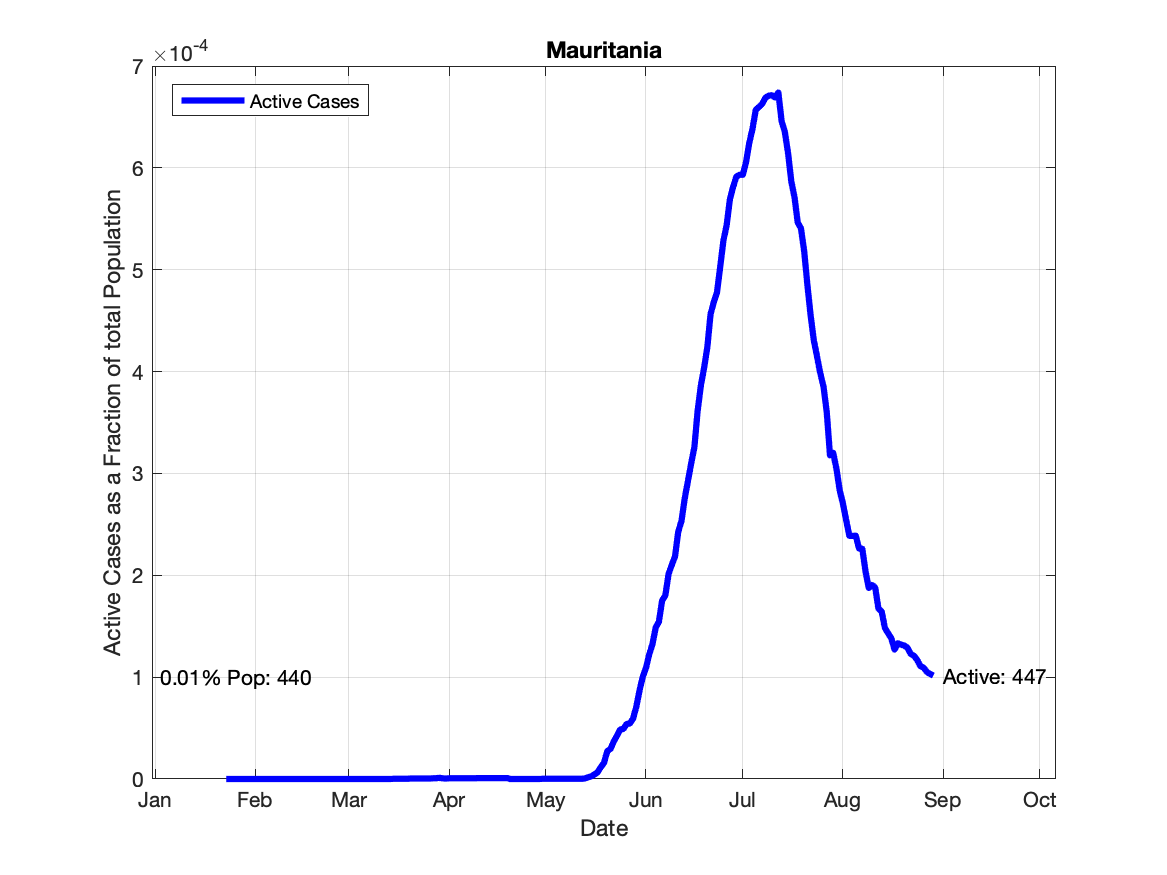 Mauritania
×10⁻⁴
Active Cases
7
6
5
4
3
2
1
0
Active Cases as a Fraction of total Population
0.01% Pop: 440
Active: 447
Jan Feb Mar Apr May Jun Jul Aug Sep Oct
Date